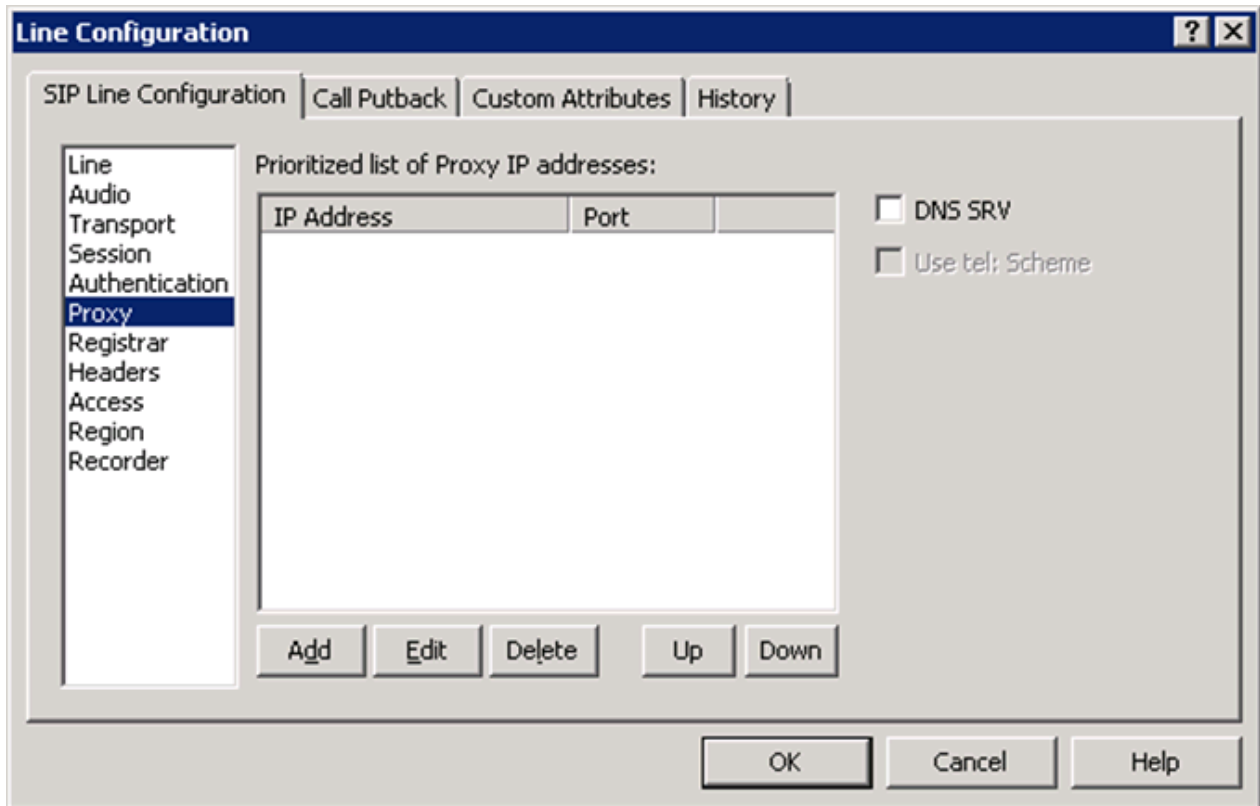 Line Configuration
?
SIP Line Configuration
Call Putback
Custom Attributes
History
Line
Audio
Transport
Session
Authentication
Proxy
Registrar
Headers
Access
Region
Recorder
Prioritized list of Proxy IP addresses:
IP Address
Port
DNS SRV
Use tel: Scheme
Add
Edit
Delete
Up
Down
OK
Cancel
Help